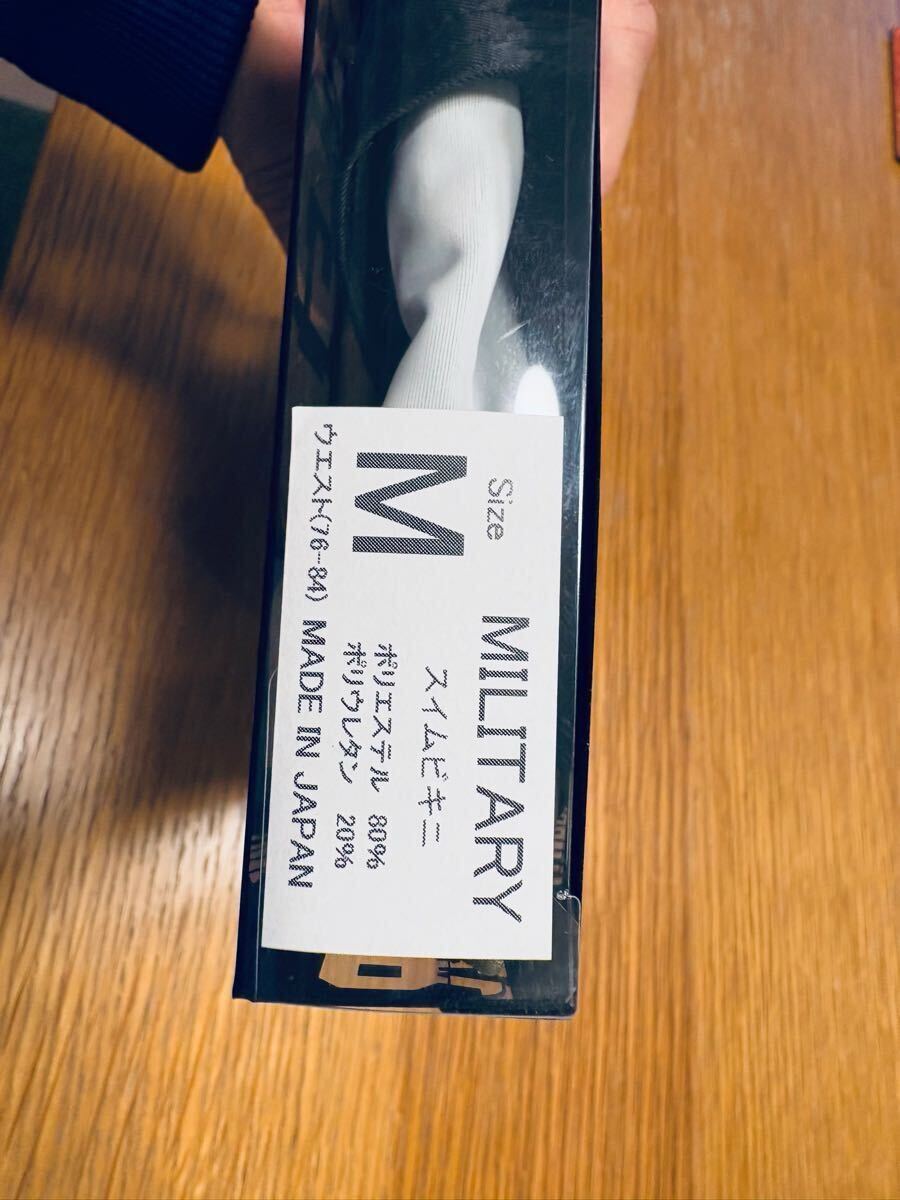 Size
M
MILITARY
スイムビキニ
ポリエステル 80%
ポリウレタン 20%
ウエスト(76-84) MADE IN JAPAN